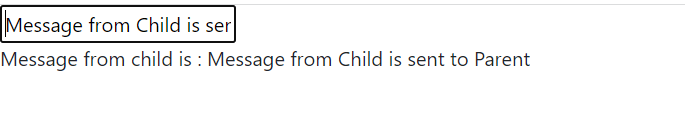 Message from Child is ser
Message from child is : Message from Child is sent to Parent